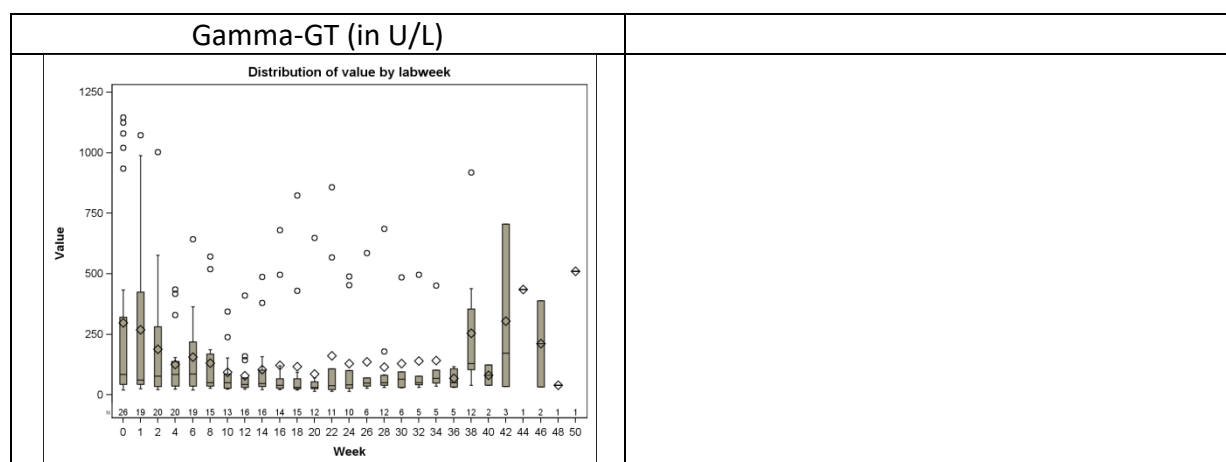 Gamma-GT (in U/L)
Distribution of value by labweek
1250
1000
750
500
250
0
Value
26 19 20 20 19 15 13 16 16 14 15 12 11 10 6 12 6 5 5 5 12 2 3 1 2 1 1
0 1 2 4 6 8 10 12 14 16 18 20 22 24 26 28 30 32 34 36 38 40 42 44 46 48 50
Week